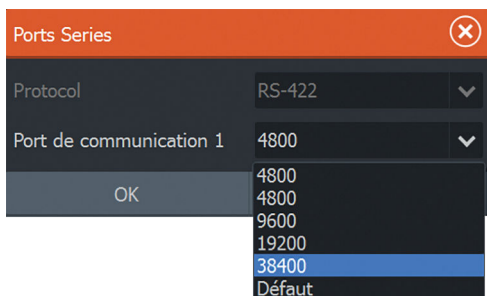 Ports Series
Protocol RS-422
Port de communication 1 4800
4800
OK 4800
9600
19200
38400
Défaut